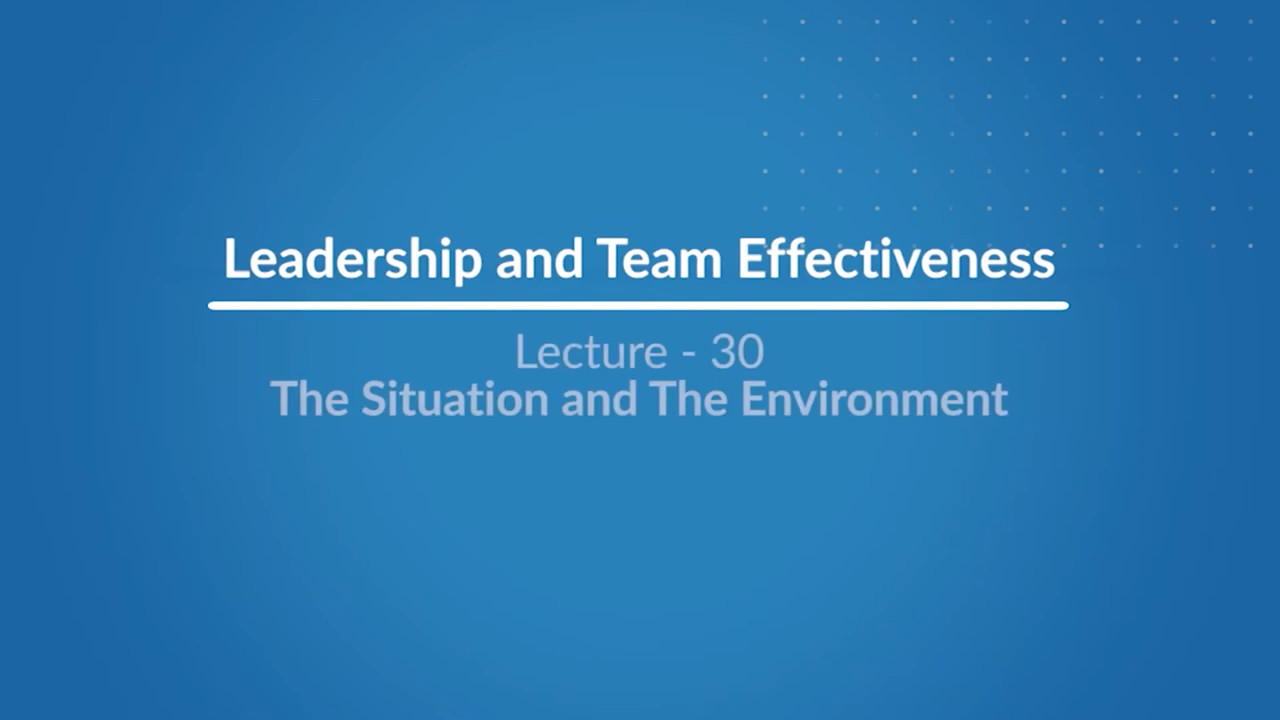 Leadership and Team Effectiveness
Lecture - 30
The Situation and The Environment